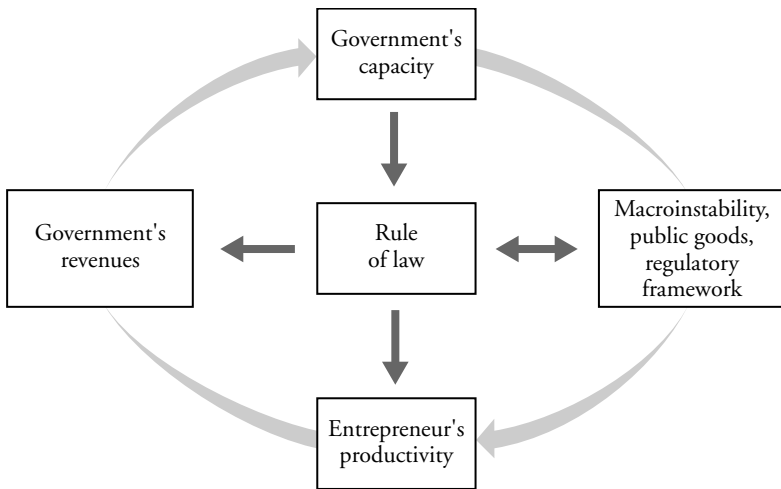 Government's
capacity
Government's
revenues
Rule
of law
Macroinstability,
public goods,
regulatory
framework
Entrepreneur's
productivity